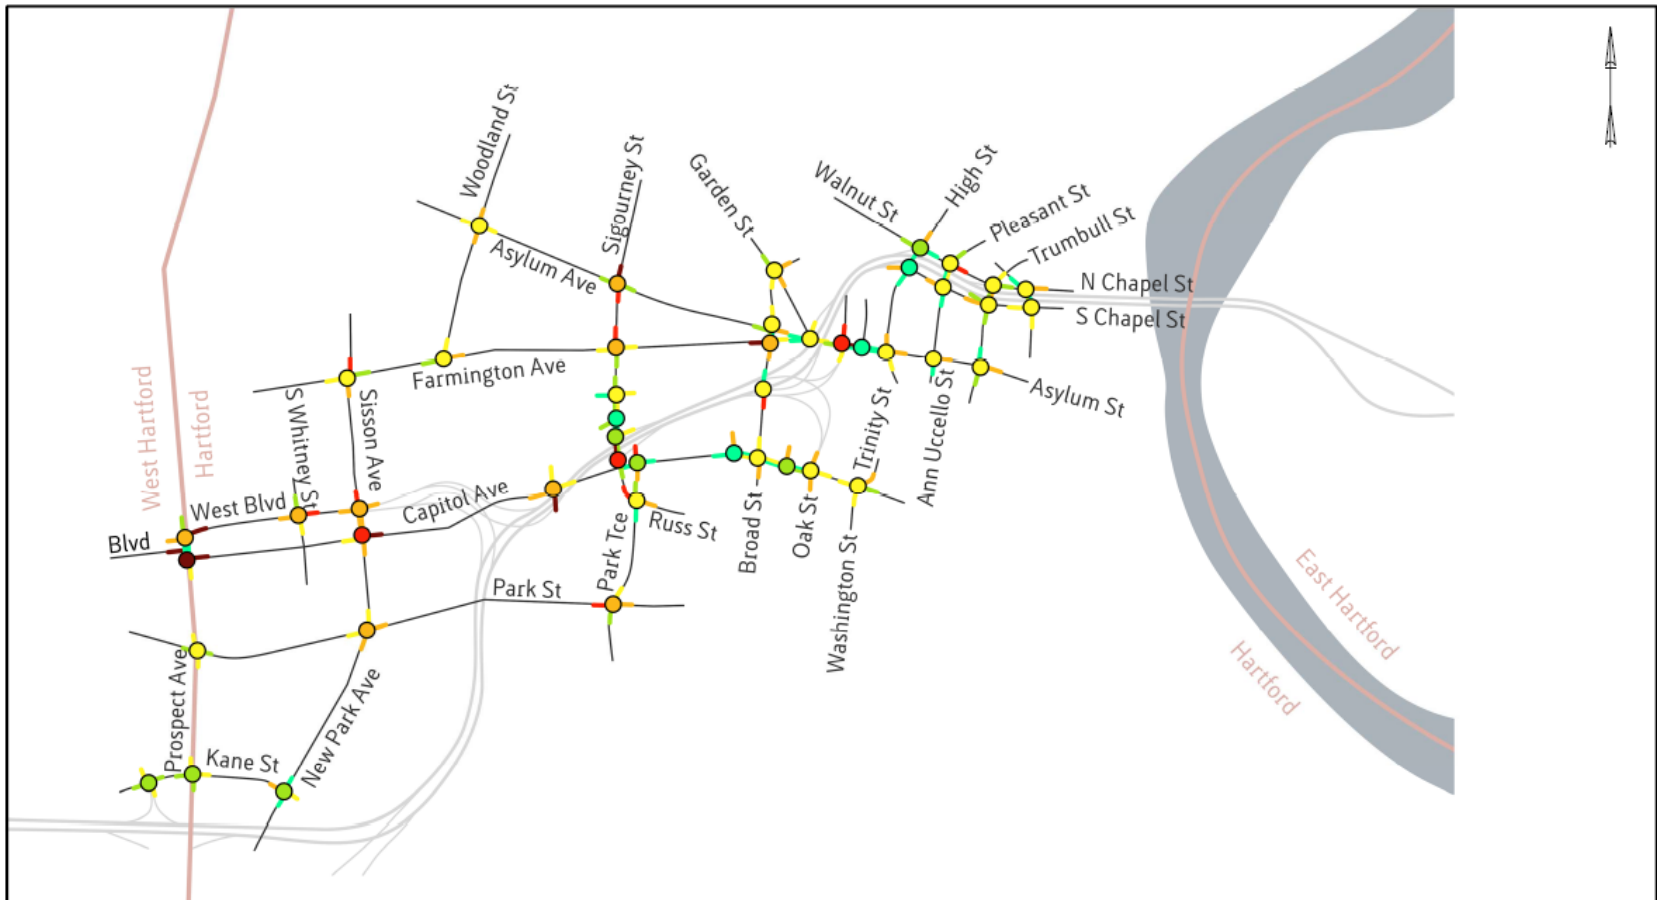 Woodland St
Sigourney St
Garden St
Walnut St
High St
Pleasant St
Trumbull St
N Chapel St
S Chapel St
Asylum Ave
Farmington Ave
Asylum St
West Hartford
Hartford
S Whitney St
Sisson Ave
Trinity St
Ann Uccello St
West Blvd
Capitol Ave
Blvd
Russ St
Broad St
Oak St
Washington St
Park Tce
Park St
East Hartford
Hartford
Prospect Ave
New Park Ave
Kane St